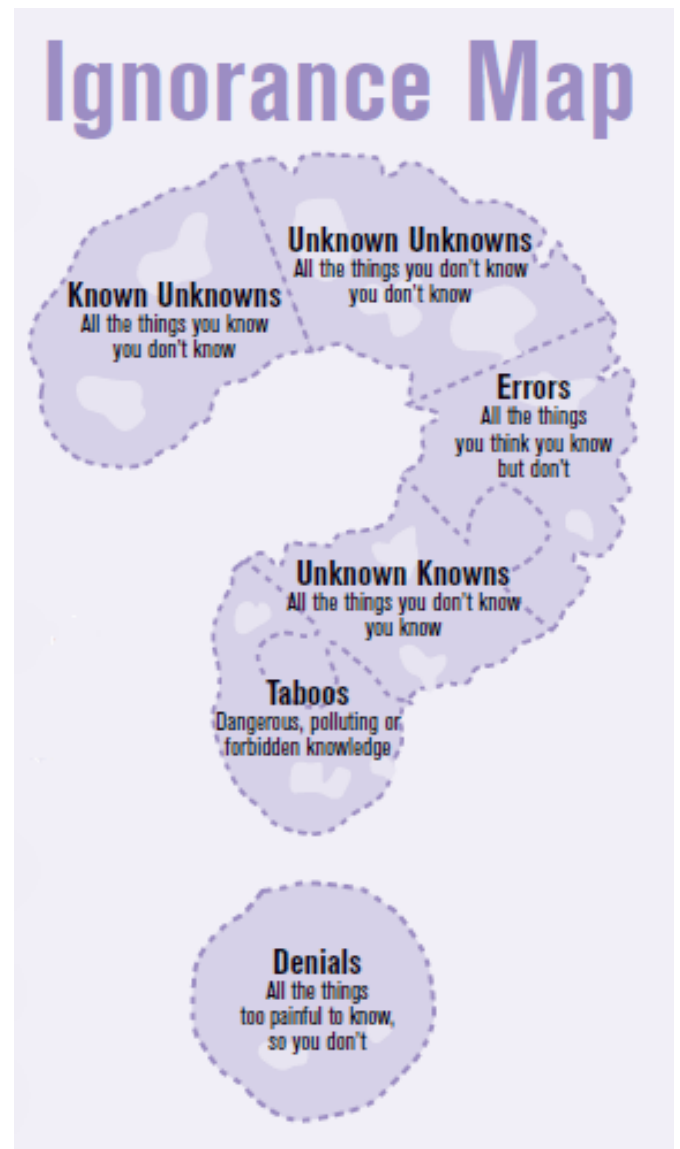 Ignorance Map
Unknown Unknowns
All the things you don't know
you don't know
Known Unknowns
All the things you know
you don't know
Errors
All the things
you think you know
but don't
Unknown Knowns
All the things you don't know
you know
Taboos
Dangerous, polluting or
forbidden knowledge
Denials
All the things
too painful to know,
so you don't